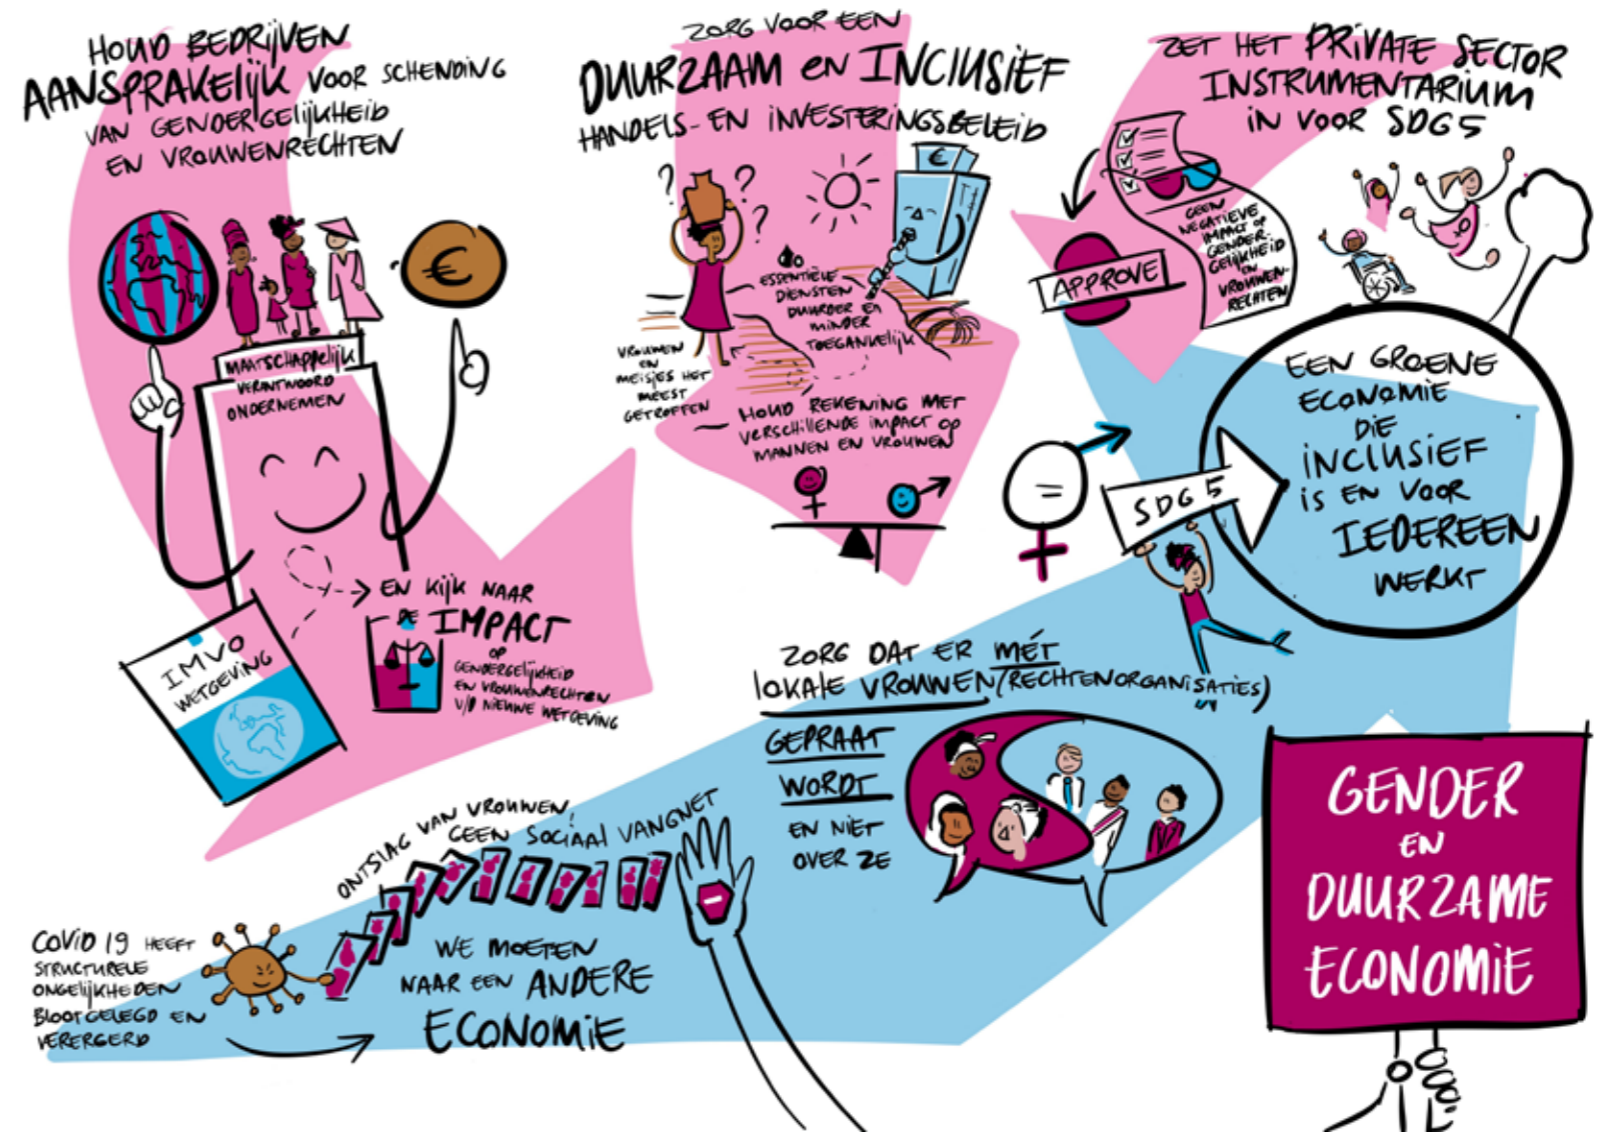 HOUD BEDRIJVEN
AANSPRAKELIJK VOOR SCHENDING
VAN GENDERGELIJKHEID
EN VROUWENRECHTEN
€
MAATSCHAPPELIJK
VERANTWOORD
ONDERNEMEN
IMVO
WETGEVING
EN KIJK NAAR
DE IMPACT
OP
GENDERGELIJKHEID
EN VROUWENRECHTEN
V/D NIEUWE WETGEVING
ZORG VOOR EEN
DUURZAAM EN INCLUSIEF
HANDELS- EN INVESTERINGSBELEID
? ?
?
€
ESSENTIËLE
DIENSTEN
DUURDER EN
MINDER
TOEGANKELIJK
VROUWEN
EN
MEISJES HET
MEEST
GETROFFEN
HOUD REKENING MET
VERSCHILLENDE IMPACT OP
MANNEN EN VROUWEN
ZET HET PRIVATE SECTOR
INSTRUMENTARIUM
IN VOOR SDG5
GEEN
NEGATIEVE
IMPACT OP
GENDER-
GELIJKHEID
EN
VROUWEN-
RECHTEN
APPROVE
EEN GROENE
ECONOMIE
DIE
INCLUSIEF
IS EN VOOR
IEDEREEN
WERKT
=
SDG 5
ZORG DAT ER MÉT
LOKALE VROUWEN(RECHTENORGANISATIES)
GEPRAAT
WORDT
EN NIET
OVER ZE
ONTSLAG VAN VROUWEN!
GEEN SOCIAAL VANGNET
COVID 19 HEEFT
STRUCTURELE
ONGELIJKHEDEN
BLOOTGELEGD EN
VERERGERD
WE MOETEN
NAAR EEN ANDERE
ECONOMIE
GENDER
EN
DUURZAME
ECONOMIE